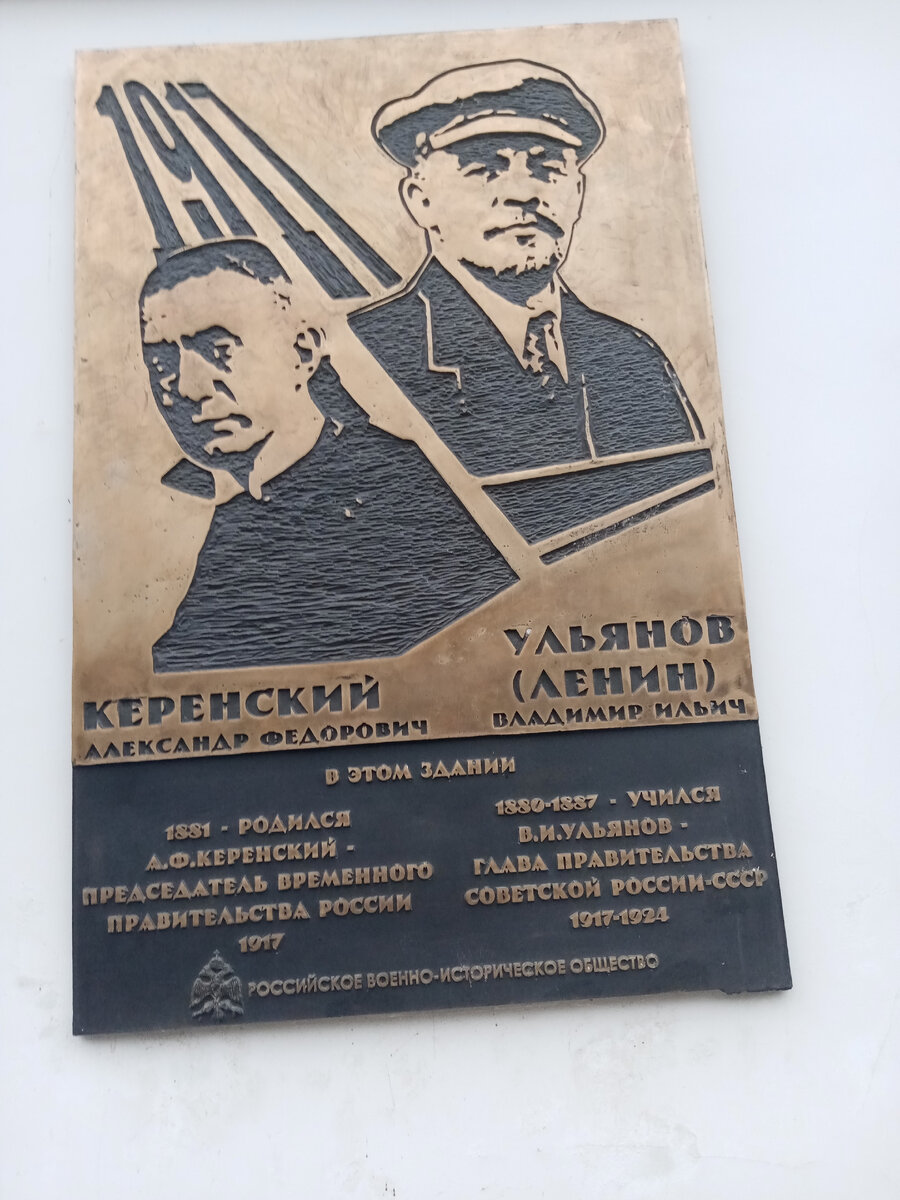 1917
КЕРЕНСКИЙ
АЛЕКСАНДР ФЕДОРОВИЧ
УЛЬЯНОВ
(ЛЕНИН)
ВЛАДИМИР ИЛЬИЧ
В ЭТОМ ЗДАНИИ
1881 - РОДИЛСЯ
А.Ф.КЕРЕНСКИЙ -
ПРЕДСЕДАТЕЛЬ ВРЕМЕННОГО
ПРАВИТЕЛЬСТВА РОССИИ
1917
1880-1887 - УЧИЛСЯ
В.И.УЛЬЯНОВ -
ГЛАВА ПРАВИТЕЛЬСТВА
СОВЕТСКОЙ РОССИИ-СССР
1917-1924
РОССИЙСКОЕ ВОЕННО-ИСТОРИЧЕСКОЕ ОБЩЕСТВО